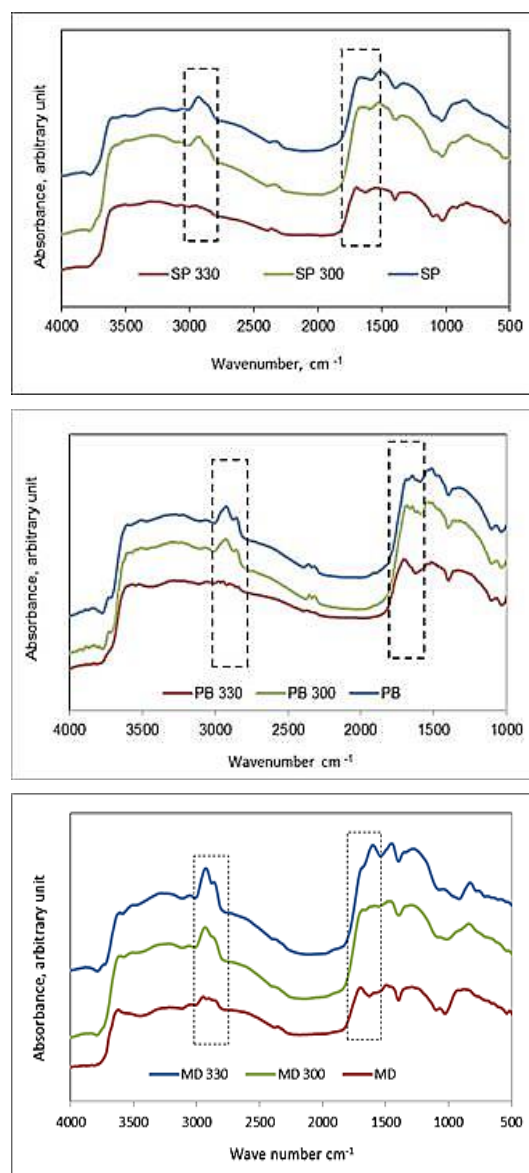 Absorbance, arbitrary unit
SP 330 SP 300 SP
4000 3500 3000 2500 2000 1500 1000 500
Wavenumber, cm⁻¹
Absorbance, arbitrary unit
PB 330 PB 300 PB
4000 3500 3000 2500 2000 1500 1000
Wavenumber cm⁻¹
Absorbance, arbitrary unit
MD 330 MD 300 MD
4000 3500 3000 2500 2000 1500 1000 500
Wave number cm⁻¹